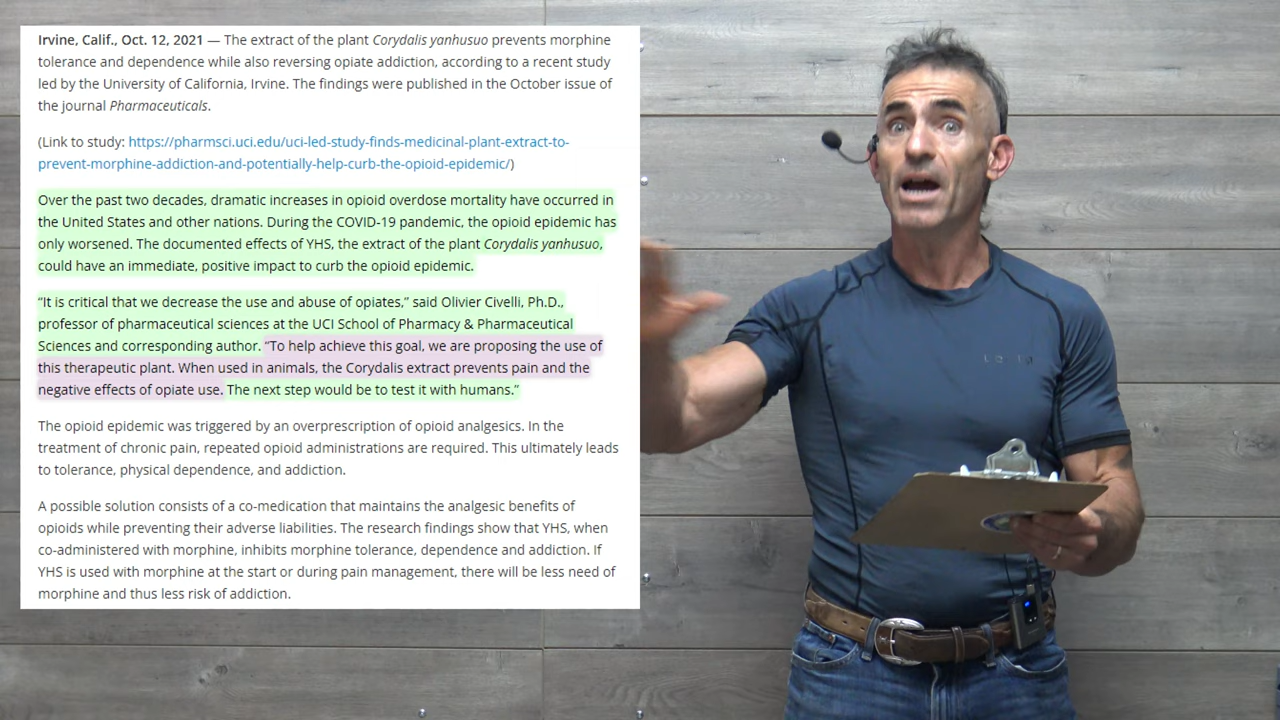 Irvine, Calif., Oct. 12, 2021 — The extract of the plant Corydalis yanhusuo prevents morphine
tolerance and dependence while also reversing opiate addiction, according to a recent study
led by the University of California, Irvine. The findings were published in the October issue of
the journal Pharmaceuticals.
(Link to study: https://pharmsci.uci.edu/uci-led-study-finds-medicinal-plant-extract-to-
prevent-morphine-addiction-and-potentially-help-curb-the-opioid-epidemic/)
Over the past two decades, dramatic increases in opioid overdose mortality have occurred in
the United States and other nations. During the COVID-19 pandemic, the opioid epidemic has
only worsened. The documented effects of YHS, the extract of the plant Corydalis yanhusuo,
could have an immediate, positive impact to curb the opioid epidemic.
“It is critical that we decrease the use and abuse of opiates,” said Olivier Civelli, Ph.D.,
professor of pharmaceutical sciences at the UCI School of Pharmacy & Pharmaceutical
Sciences and corresponding author. “To help achieve this goal, we are proposing the use of
this therapeutic plant. When used in animals, the Corydalis extract prevents pain and the
negative effects of opiate use. The next step would be to test it with humans.”
The opioid epidemic was triggered by an overprescription of opioid analgesics. In the
treatment of chronic pain, repeated opioid administrations are required. This ultimately leads
to tolerance, physical dependence, and addiction.
A possible solution consists of a co-medication that maintains the analgesic benefits of
opioids while preventing their adverse liabilities. The research findings show that YHS, when
co-administered with morphine, inhibits morphine tolerance, dependence and addiction. If
YHS is used with morphine at the start or during pain management, there will be less need of
morphine and thus less risk of addiction.